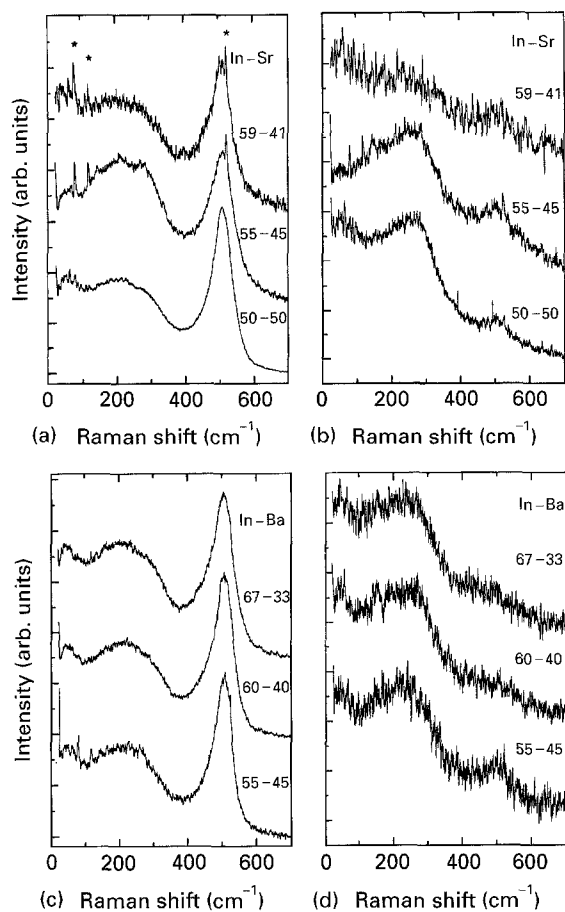 * * * In–Sr
59–41
55–45
50–50
Intensity (arb. units)
0 200 400 600
(a) Raman shift (cm⁻¹)
In–Sr
59–41
55–45
50–50
0 200 400 600
(b) Raman shift (cm⁻¹)
In–Ba
67–33
60–40
55–45
Intensity (arb. units)
0 200 400 600
(c) Raman shift (cm⁻¹)
In–Ba
67–33
60–40
55–45
0 200 400 600
(d) Raman shift (cm⁻¹)